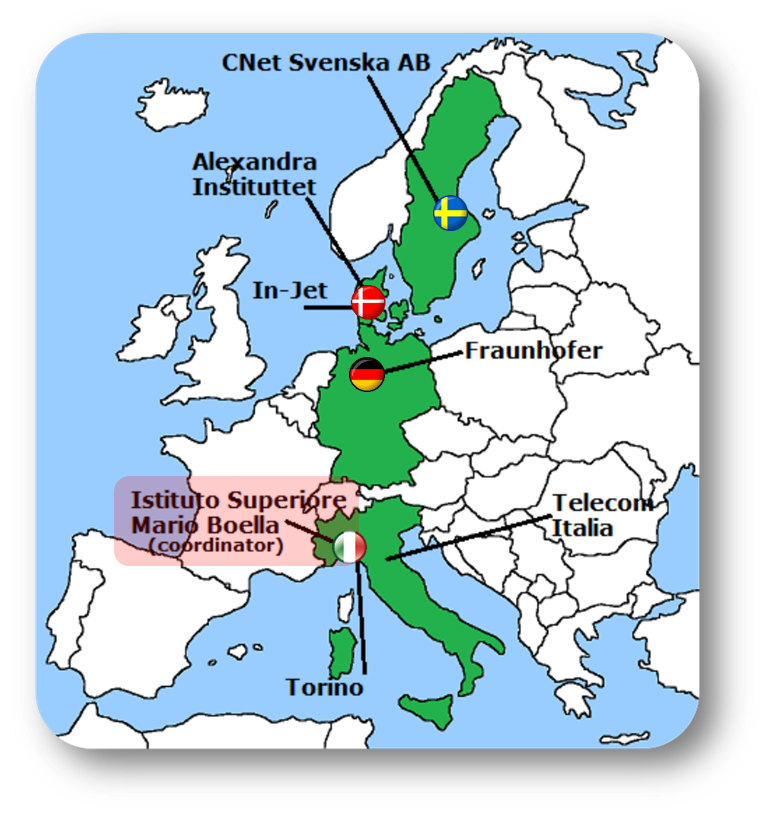 CNet Svenska AB
Alexandra
Instituttet
In-Jet
Fraunhofer
Istituto Superiore
Mario Boella
(coordinator)
Telecom
Italia
Torino